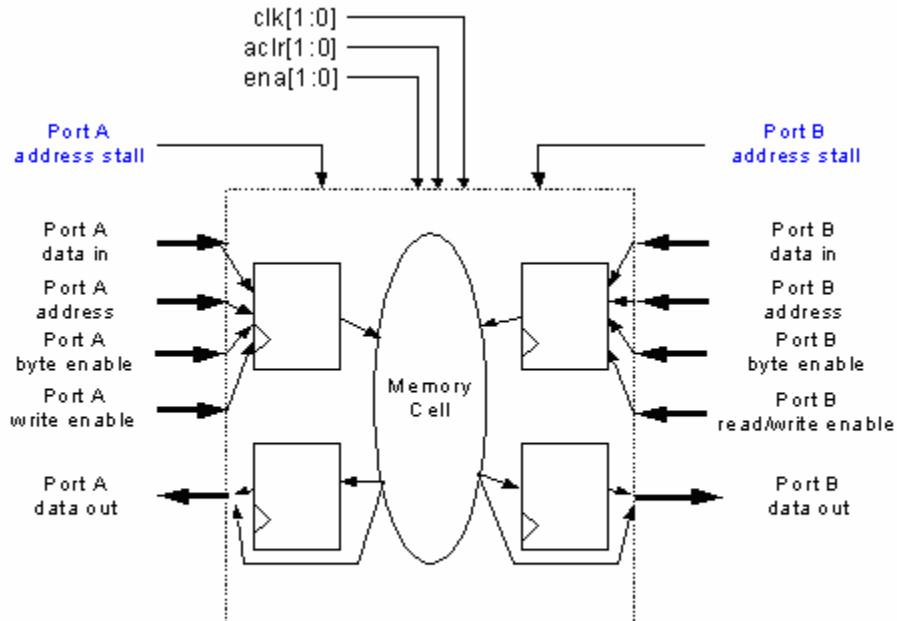 clk[1:0]
aclr[1:0]
ena[1:0]
Port A
address stall
Port B
address stall
Port A
data in
Port A
address
Port A
byte enable
Port A
write enable
Port A
data out
Memory
Cell
Port B
data in
Port B
address
Port B
byte enable
Port B
read/write enable
Port B
data out